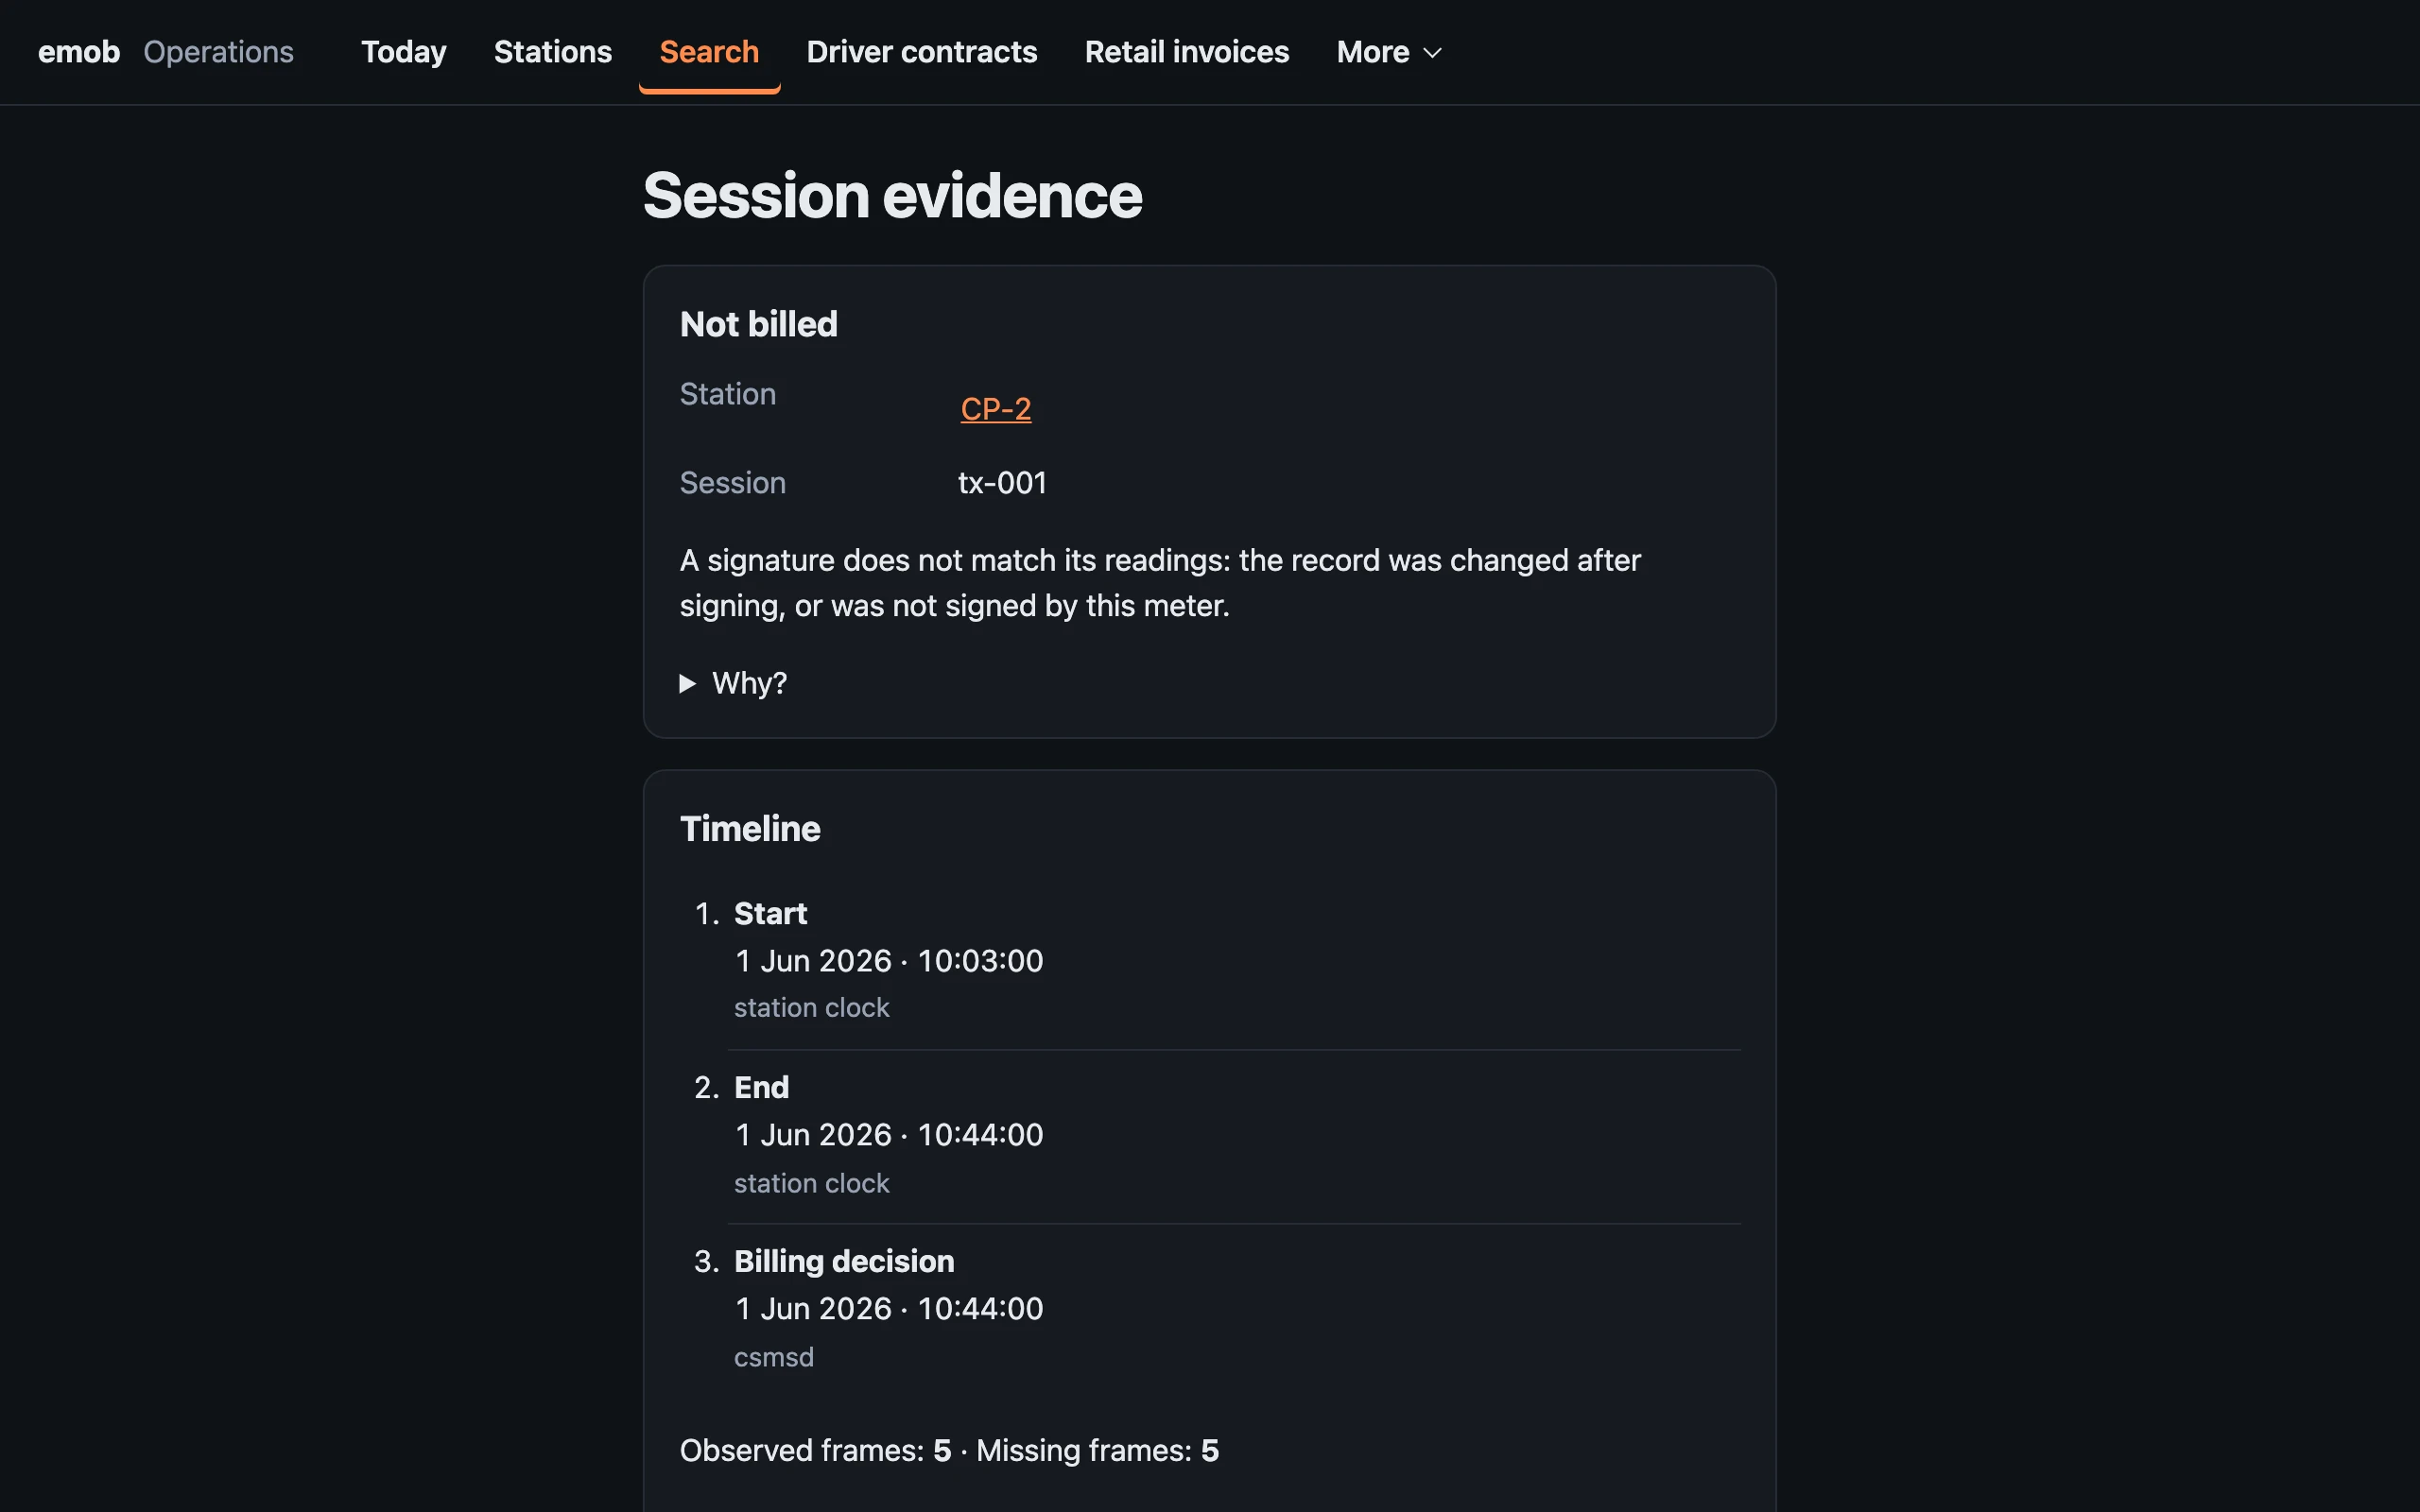 emob Operations Today Stations Search Driver contracts Retail invoices More
Session evidence
Not billed
Station CP-2
Session tx-001
A signature does not match its readings: the record was changed after
signing, or was not signed by this meter.
Why?
Timeline
1. Start
1 Jun 2026 · 10:03:00
station clock
2. End
1 Jun 2026 · 10:44:00
station clock
3. Billing decision
1 Jun 2026 · 10:44:00
csmsd
Observed frames: 5 · Missing frames: 5